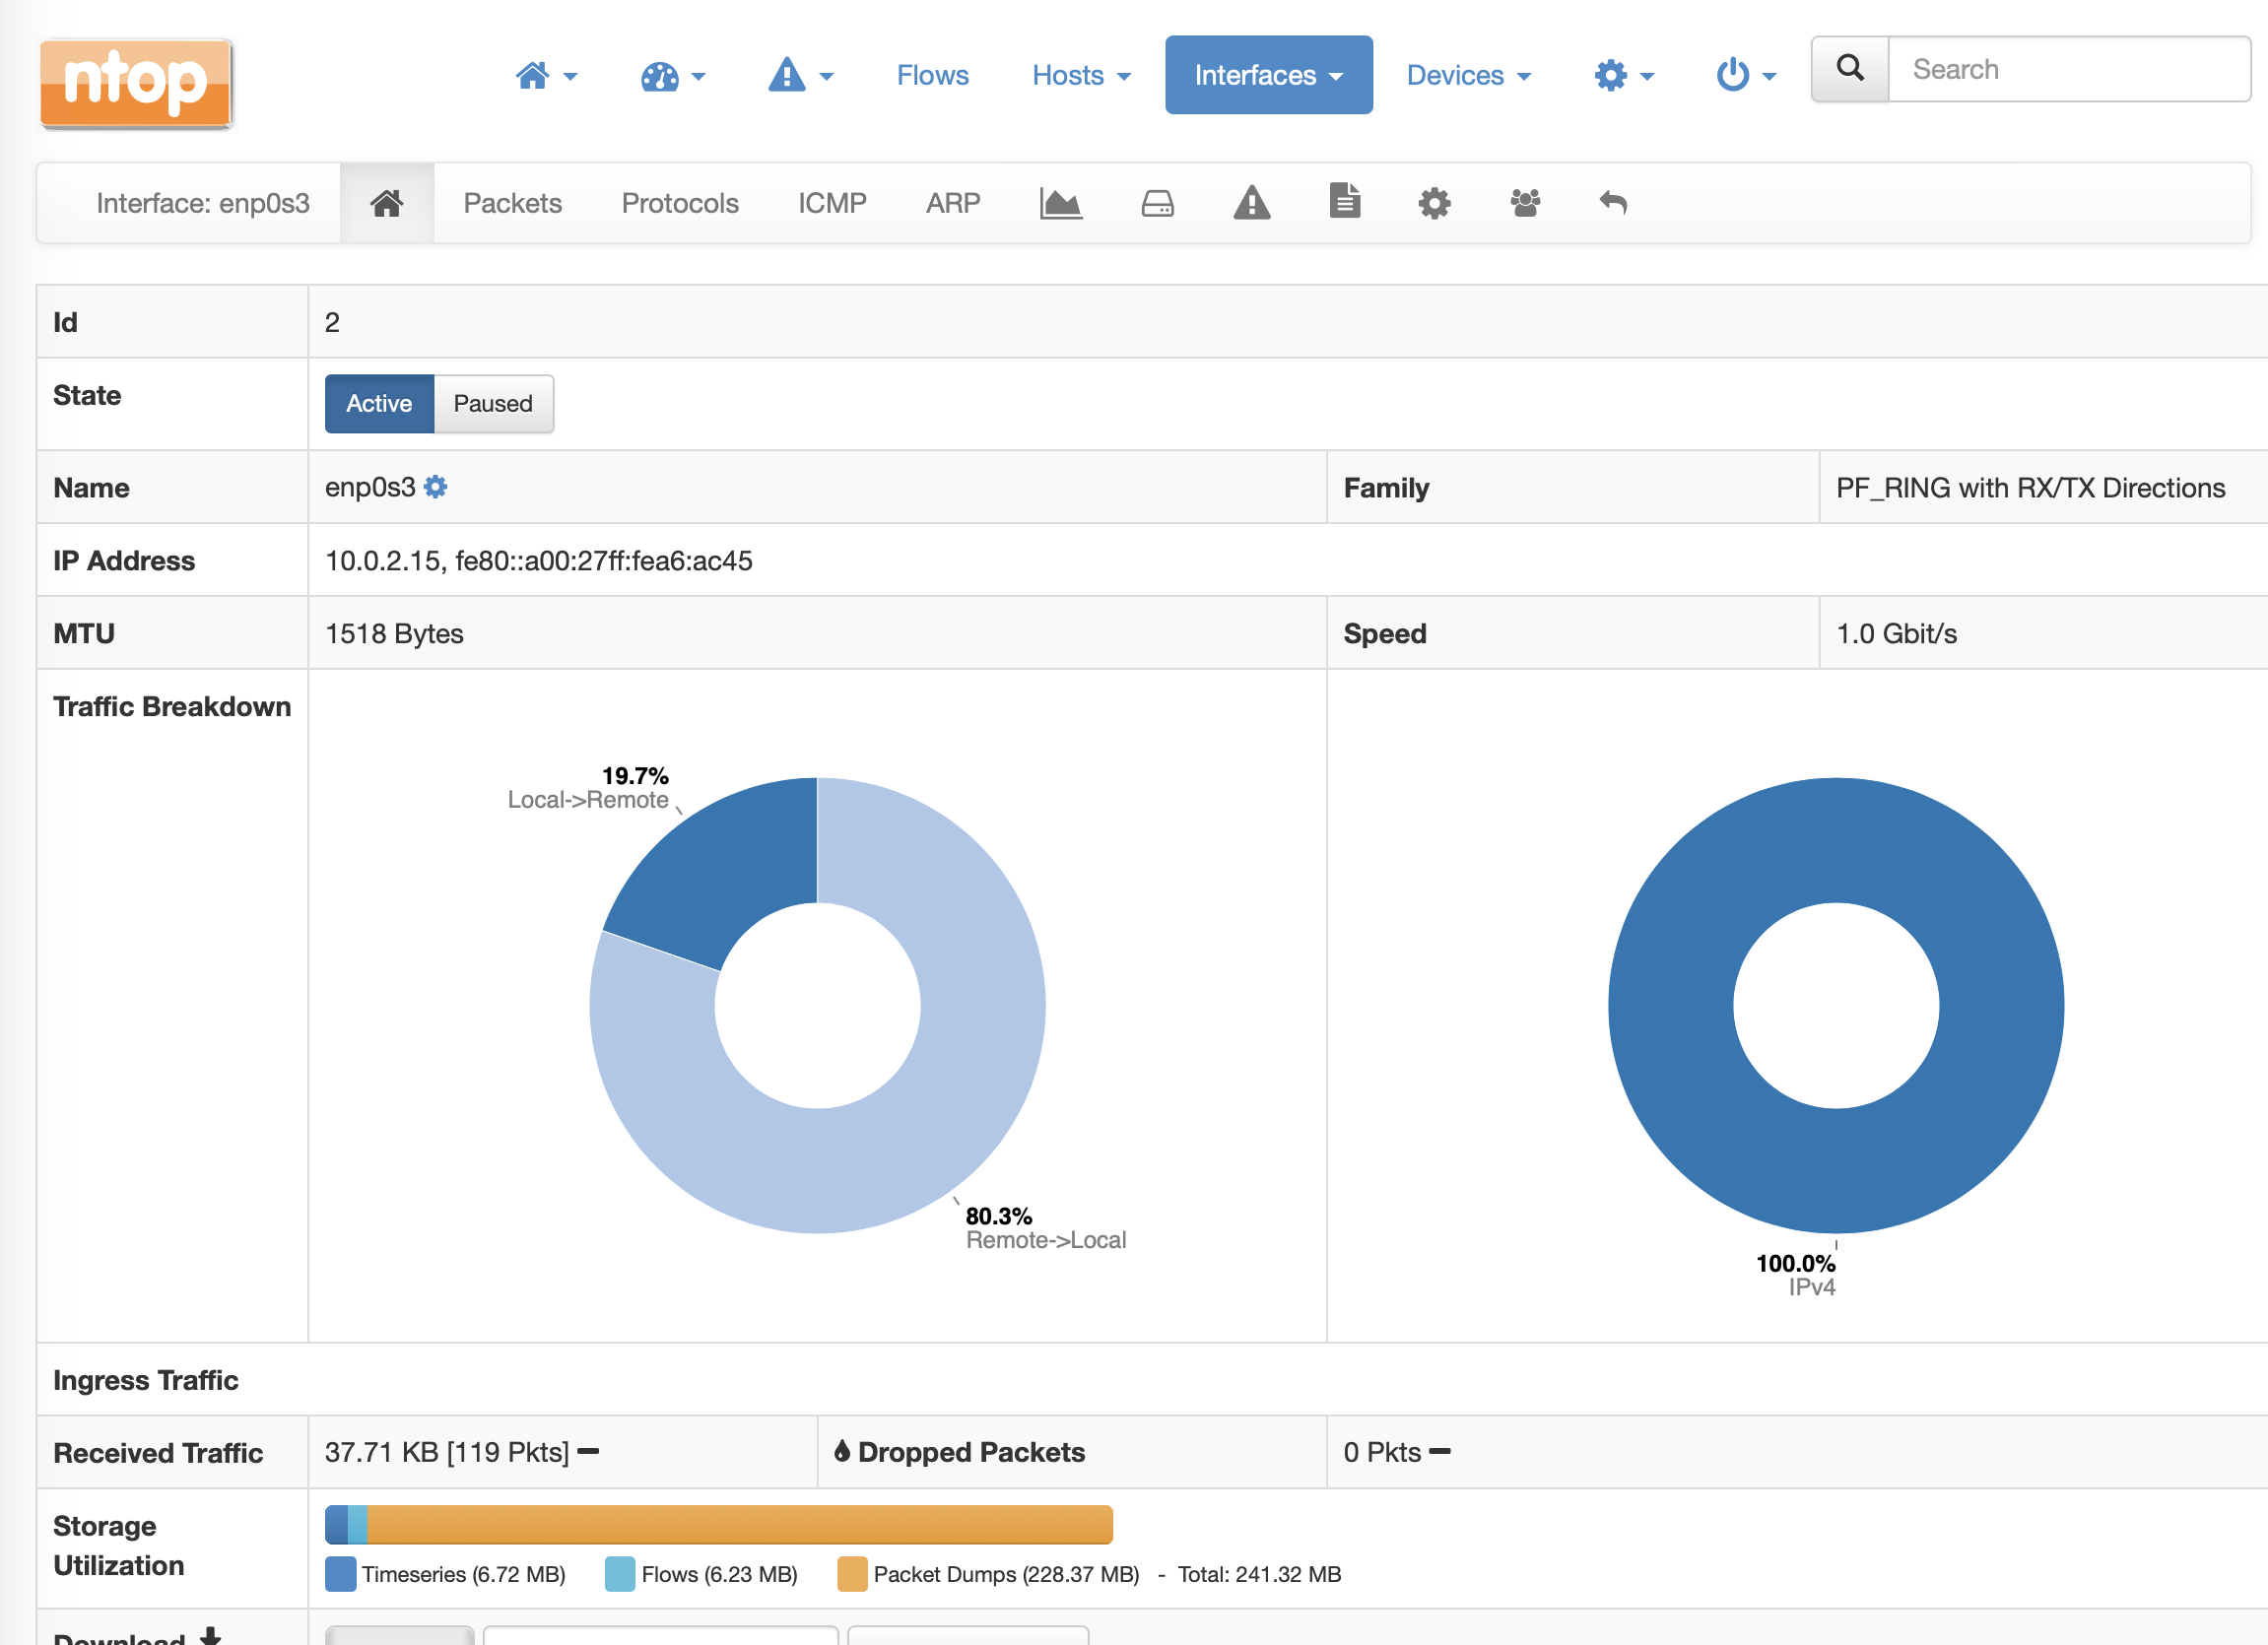 ntop
Flows
Hosts
Interfaces
Devices
Search
Interface: enp0s3
Packets
Protocols
ICMP
ARP
Id
2
State
Active
Paused
Name
enp0s3
Family
PF_RING with RX/TX Directions
IP Address
10.0.2.15, fe80::a00:27ff:fea6:ac45
MTU
1518 Bytes
Speed
1.0 Gbit/s
Traffic Breakdown
19.7%
Local->Remote
80.3%
Remote->Local
100.0%
IPv4
Ingress Traffic
Received Traffic
37.71 KB [119 Pkts]
Dropped Packets
0 Pkts
Storage
Utilization
Timeseries (6.72 MB)
Flows (6.23 MB)
Packet Dumps (228.37 MB)
- Total: 241.32 MB
Download